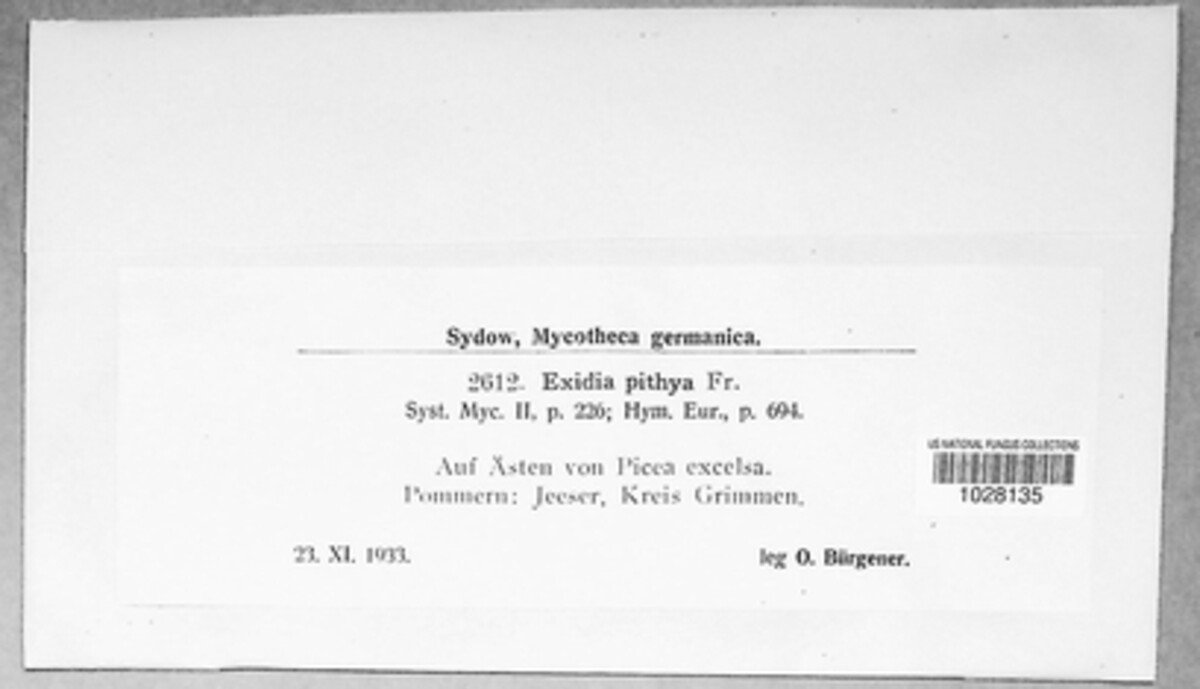 Sydow, Mycotheca germanica.
2612. Exidia pithya Fr.
Syst. Myc. II, p. 226; Hym. Eur., p. 694.
Auf Ästen von Picea excelsa.
Pommern: Jeeser, Kreis Grimmen.
23. XI. 1933.
leg O. Bürgener.
US NATIONAL FUNGUS COLLECTIONS
1028135